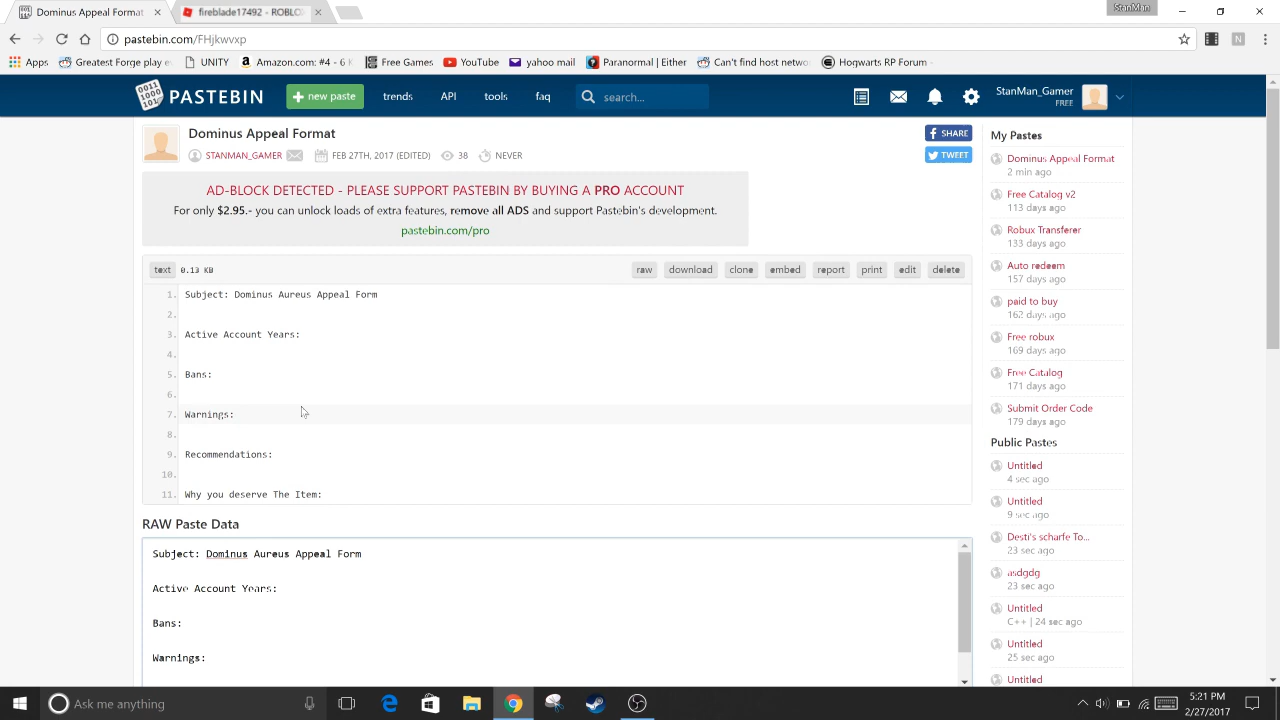 Dominus Appeal Format
fireblade17492 - ROBLO
StanMan
pastebin.com/FHjkwvxp
Apps
Greatest Forge play e
UNITY
Amazon.com: #4 - 6 K
Free Games
YouTube
yahoo mail
Paranormal | Either
Can't find host netwo
Hogwarts RP Forum -
PASTEBIN
+ new paste
trends
API
tools
faq
search...
StanMan_Gamer
FREE
Dominus Appeal Format
STANMAN_GAMER
FEB 27TH, 2017 (EDITED)
38
NEVER
SHARE
TWEET
AD-BLOCK DETECTED - PLEASE SUPPORT PASTEBIN BY BUYING A PRO ACCOUNT
For only $2.95.- you can unlock loads of extra features, remove all ADS and support Pastebin's development.
pastebin.com/pro
text 0.13 KB
raw download clone embed report print edit delete
1. Subject: Dominus Aureus Appeal Form
2.
3. Active Account Years:
4.
5. Bans:
6.
7. Warnings:
8.
9. Recommendations:
10.
11. Why you deserve The Item:
RAW Paste Data
Subject: Dominus Aureus Appeal Form
Active Account Years:
Bans:
Warnings:
My Pastes
Dominus Appeal Format
2 min ago
Free Catalog v2
113 days ago
Robux Transferer
133 days ago
Auto redeem
157 days ago
paid to buy
162 days ago
Free robux
169 days ago
Free Catalog
171 days ago
Submit Order Code
179 days ago
Public Pastes
Untitled
4 sec ago
Untitled
9 sec ago
Desti's scharfe To...
23 sec ago
asdgdg
23 sec ago
Untitled
C++ | 24 sec ago
Untitled
25 sec ago
Untitled
Ask me anything
5:21 PM
2/27/2017